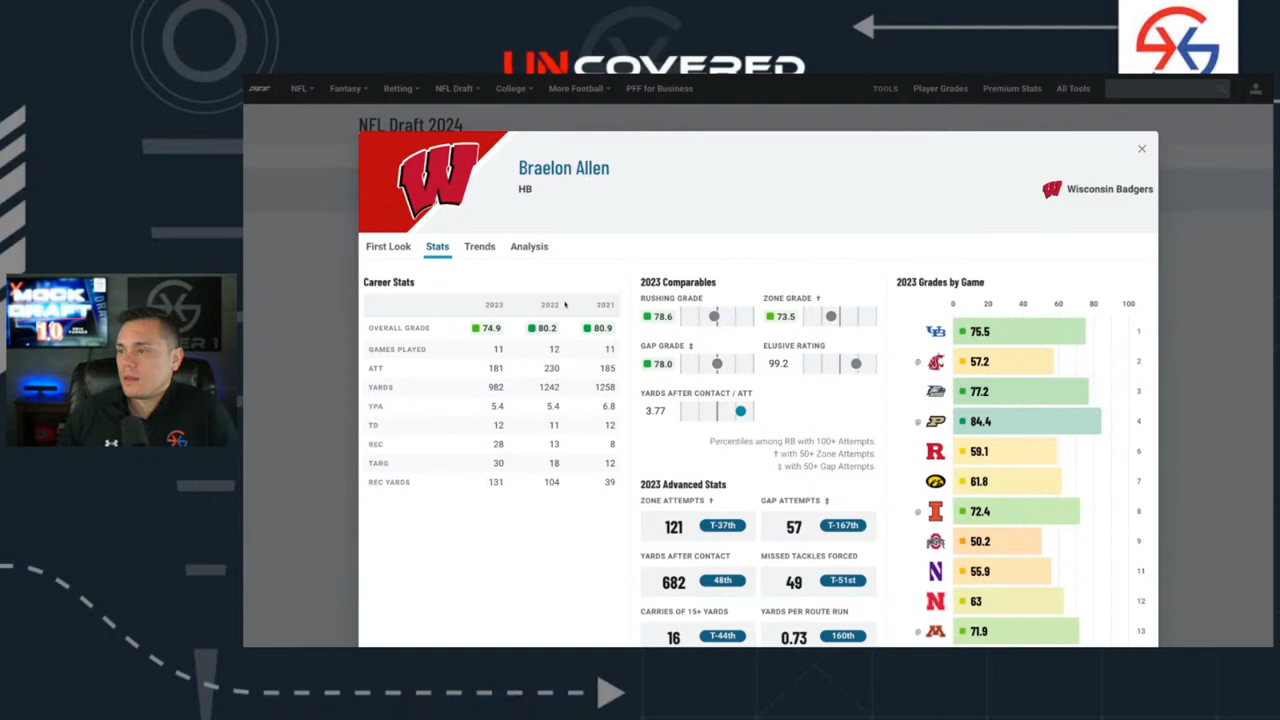 UNCOVERED
PFF NFL Fantasy Betting NFL Draft College More Football PFF for Business TOOLS Player Grades Premium Stats All Tools
NFL Draft 2024
W
Braelon Allen
HB
W Wisconsin Badgers
First Look Stats Trends Analysis
Career Stats
2023 2022 2021
OVERALL GRADE 74.9 80.2 80.9
GAMES PLAYED 11 12 11
ATT 181 230 185
YARDS 982 1242 1258
YPA 5.4 5.4 6.8
TD 12 11 12
REC 28 13 8
TARG 30 18 12
REC YARDS 131 104 39
2023 Comparables
RUSHING GRADE ZONE GRADE †
78.6 73.5
GAP GRADE ‡ ELUSIVE RATING
78.0 99.2
YARDS AFTER CONTACT / ATT
3.77
Percentiles among RB with 100+ Attempts.
† with 50+ Zone Attempts.
‡ with 50+ Gap Attempts.
2023 Advanced Stats
ZONE ATTEMPTS † GAP ATTEMPTS ‡
121 T-37th 57 T-167th
YARDS AFTER CONTACT MISSED TACKLES FORCED
682 48th 49 T-51st
CARRIES OF 15+ YARDS YARDS PER ROUTE RUN
16 T-44th 0.73 160th
2023 Grades by Game
0 20 40 60 80 100
UB 75.5 1
@ 57.2 2
77.2 3
@ P 84.4 4
R 59.1 6
61.8 7
@ I 72.4 8
50.2 9
N 55.9 11
N 63 12
@ M 71.9 13
MOCK
DRAFT
10